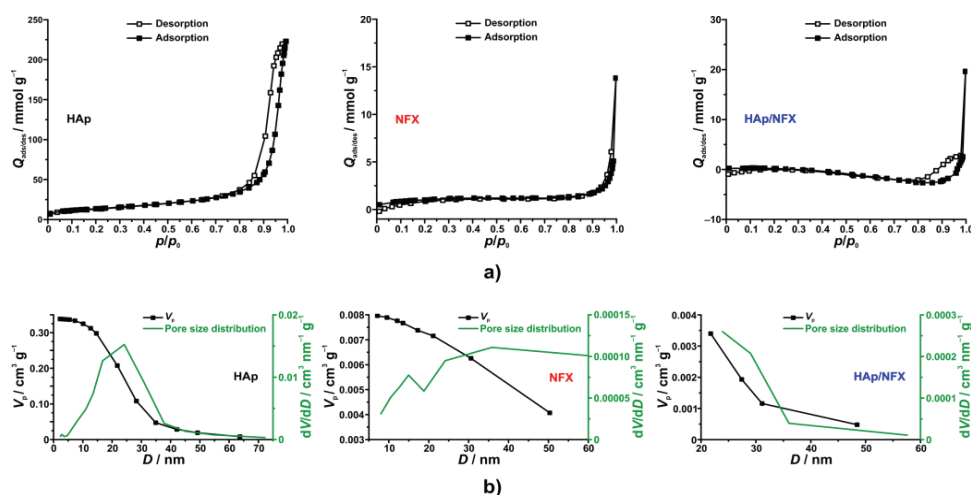 Desorption
Adsorption
HAp
Q_ads/des / mmol g⁻¹
250
200
150
100
50
0
0 0.1 0.2 0.3 0.4 0.5 0.6 0.7 0.8 0.9 1.0
p/p₀
Desorption
Adsorption
NFX
Q_ads/des / mmol g⁻¹
20
15
10
5
0
0 0.1 0.2 0.3 0.4 0.5 0.6 0.7 0.8 0.9 1.0
p/p₀
Desorption
Adsorption
HAp/NFX
Q_ads/des / mmol g⁻¹
30
20
10
0
−10
0 0.1 0.2 0.3 0.4 0.5 0.6 0.7 0.8 0.9 1.0
p/p₀
a)
V_p
Pore size distribution
HAp
V_p / cm³ g⁻¹
0.30
0.20
0.10
0
0.02
0.01
0
dV/dD / cm³ nm⁻¹ g⁻¹
0 10 20 30 40 50 60 70
D / nm
V_p
Pore size distribution
NFX
V_p / cm³ g⁻¹
0.008
0.007
0.006
0.005
0.004
0.003
0.00015
0.00010
0.00005
0
dV/dD / cm³ nm⁻¹ g⁻¹
10 20 30 40 50 60
D / nm
V_p
Pore size distribution
HAp/NFX
V_p / cm³ g⁻¹
0.004
0.003
0.002
0.001
0
0.0003
0.0002
0.0001
0
dV/dD / cm³ nm⁻¹ g⁻¹
20 30 40 50 60
D / nm
b)